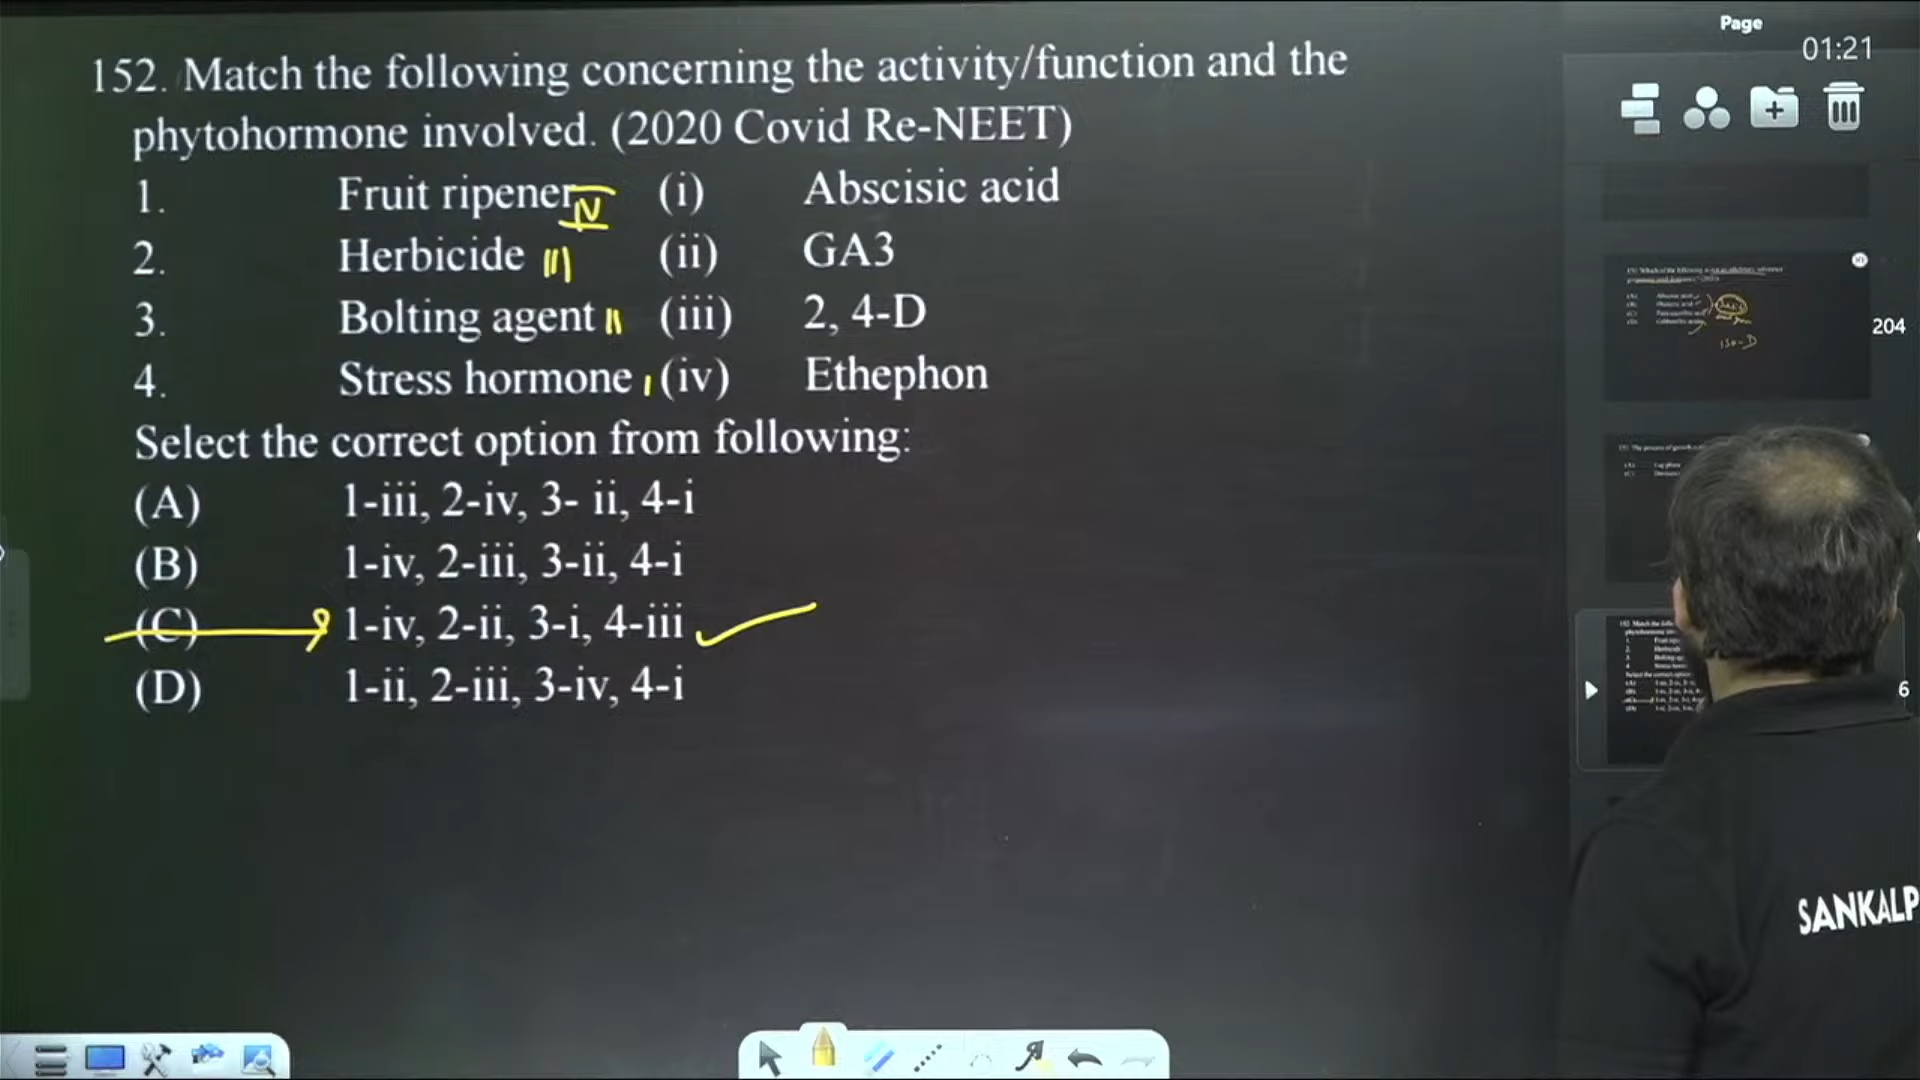 Page
01:21
152. Match the following concerning the activity/function and the
phytohormone involved. (2020 Covid Re-NEET)
1. Fruit ripener IV (i) Abscisic acid
2. Herbicide III (ii) GA3
3. Bolting agent II (iii) 2, 4-D
4. Stress hormone I (iv) Ethephon
Select the correct option from following:
(A) 1-iii, 2-iv, 3- ii, 4-i
(B) 1-iv, 2-iii, 3-ii, 4-i
(C) 1-iv, 2-ii, 3-i, 4-iii
(D) 1-ii, 2-iii, 3-iv, 4-i
204
6
SANKALP